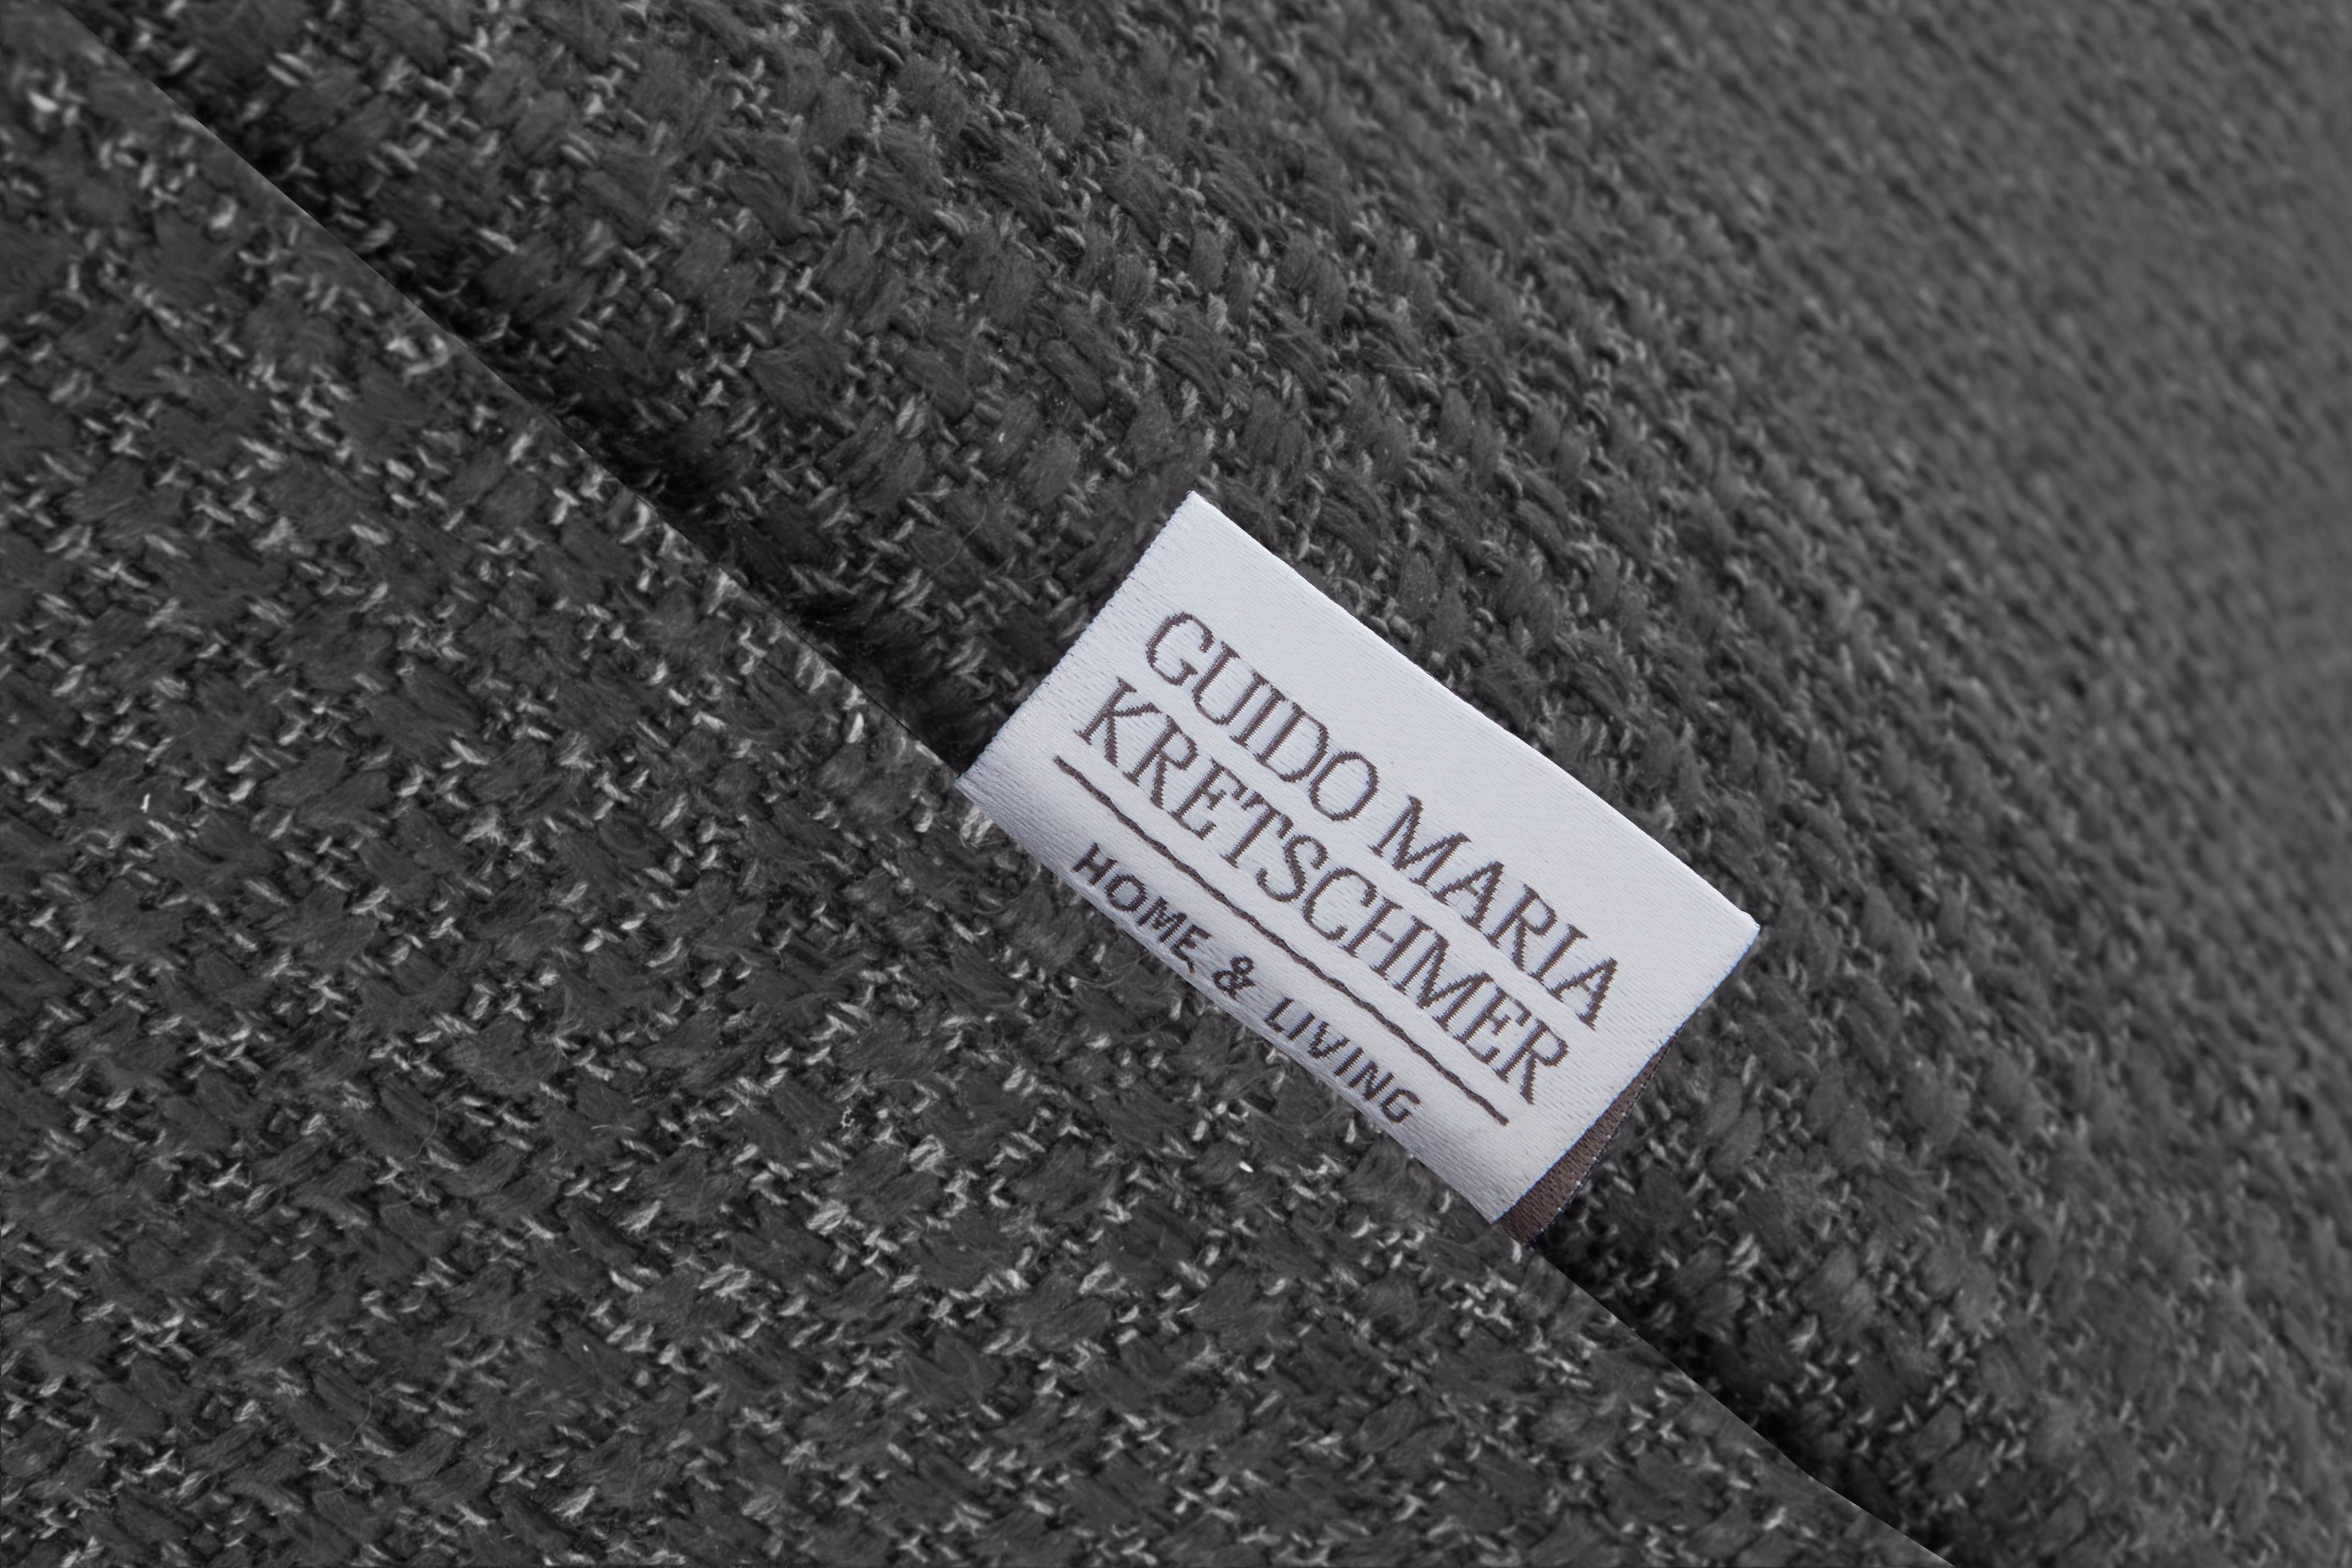 GUIDO MARIA
KRETSCHMER
HOME & LIVING